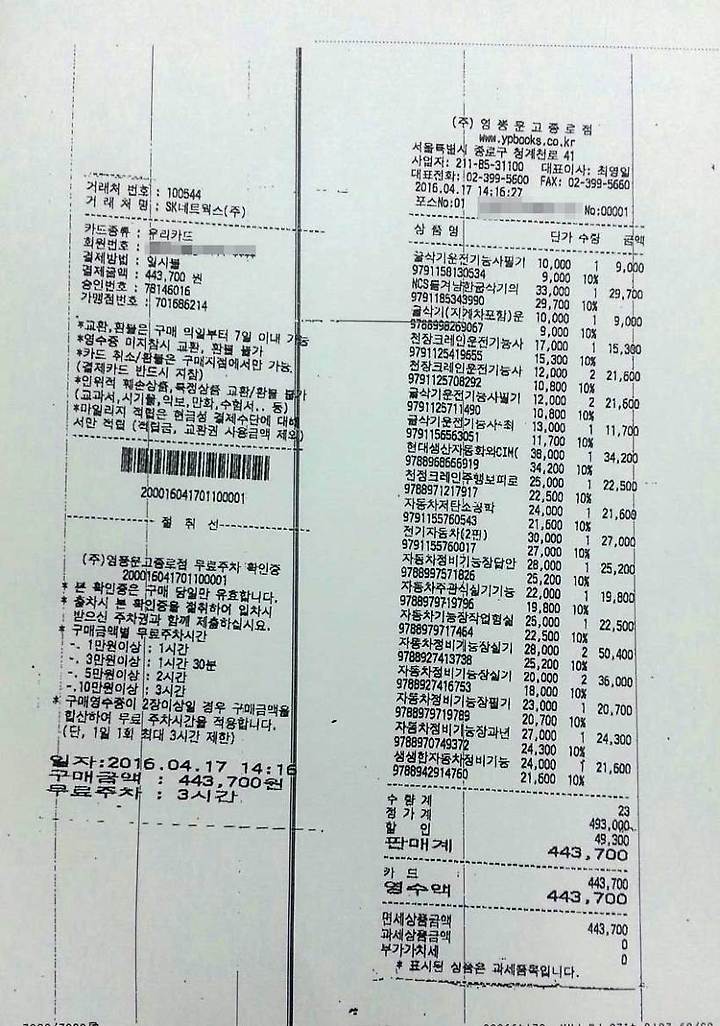 거래처 번호 : 100544
거 래 처 명 : SK네트웍스(주)
카드종류 : 우리카드
회원번호 :
결제방법 : 일시불
결제금액 : 443,700 원
승인번호 : 78146016
가맹점번호 : 701686214
*교환,환불은 구매 익일부터 7일 이내 가능
*영수증 미지참시 교환, 환불 불가
*카드 취소/환불은 구매지점에서만 가능
(결제카드 반드시 지참)
*인위적 훼손상품,특정상품 교환/환불 불가
(교과서,시기물,악보,만화,수험서.. 등)
*마일리지 적립은 현금성 결제수단에 대해
서만 적립 (적립금, 교환권 사용금액 제외)
200016041701100001
절 취 선
(주)영풍문고종로점 무료주차 확인증
200016041701100001
* 본 확인증은 구매 당일만 유효합니다.
* 출차시 본 확인증을 절취하여 입차시
받으신 주차권과 함께 제출하십시요.
* 구매금액별 무료주차시간
-. 1만원이상 : 1시간
-. 3만원이상 : 1시간 30분
-. 5만원이상 : 2시간
-.10만원이상 : 3시간
* 구매영수증이 2장이상일 경우 구매금액을
합산하여 무료 주차시간을 적용합니다.
(단, 1일 1회 최대 3시간 제한)
일자:2016.04.17 14:16
구매금액 : 443,700원
무료주차 : 3시간
(주) 영풍문고종로점
www.ypbooks.co.kr
서울특별시 종로구 청계천로 41
사업자: 211-85-31100 대표이사: 최영일
대표전화: 02-399-5600 FAX: 02-399-5660
2016.04.17 14:16:27
포스No:01 No:00001
상 품 명 단가 수량 금액
굴삭기운전기능사필기 10,000 1 9,000
9791158130534 9,000 10%
NCS를겨냥한굴삭기의 33,000 1 29,700
9791185343990 29,700 10%
굴삭기(지게차포함)운 10,000 1 9,000
9788998269067 9,000 10%
천장크레인운전기능사 17,000 1 15,300
9791125419655 15,300 10%
천장크레인운전기능사 12,000 2 21,600
9791125708292 10,800 10%
굴삭기운전기능사필기 12,000 2 21,600
9791125711490 10,800 10%
굴삭기운전기능사-최 13,000 1 11,700
9791156563051 11,700 10%
현대생산자동화와CIM( 38,000 1 34,200
9788968666919 34,200 10%
천정크레인주행보피로 25,000 1 22,500
9788971217917 22,500 10%
자동차저탄소공학 24,000 1 21,600
9791155760543 21,600 10%
전기자동차(2판) 30,000 1 27,000
9791155760017 27,000 10%
자동차정비기능장답안 28,000 1 25,200
9788997571826 25,200 10%
자동차주관식실기기능 22,000 1 19,800
9788979719796 19,800 10%
자동차기능장작업형실 25,000 1 22,500
9788979717464 22,500 10%
자동차정비기능장실기 28,000 2 50,400
9788927413738 25,200 10%
자동차정비기능장실기 20,000 2 36,000
9788927416753 18,000 10%
자동차정비기능장필기 23,000 1 20,700
9788979719789 20,700 10%
자동차정비기능장과년 27,000 1 24,300
9788970749372 24,300 10%
생생한자동차정비기능 24,000 1 21,600
9788942914760 21,600 10%
수 량 계 23
정 가 계 493,000
할 인 49,300
판매계 443,700
카 드 443,700
영수액 443,700
면세상품금액 443,700
과세상품금액 0
부가가치세 0
* 표시된 상품은 과세품목입니다.